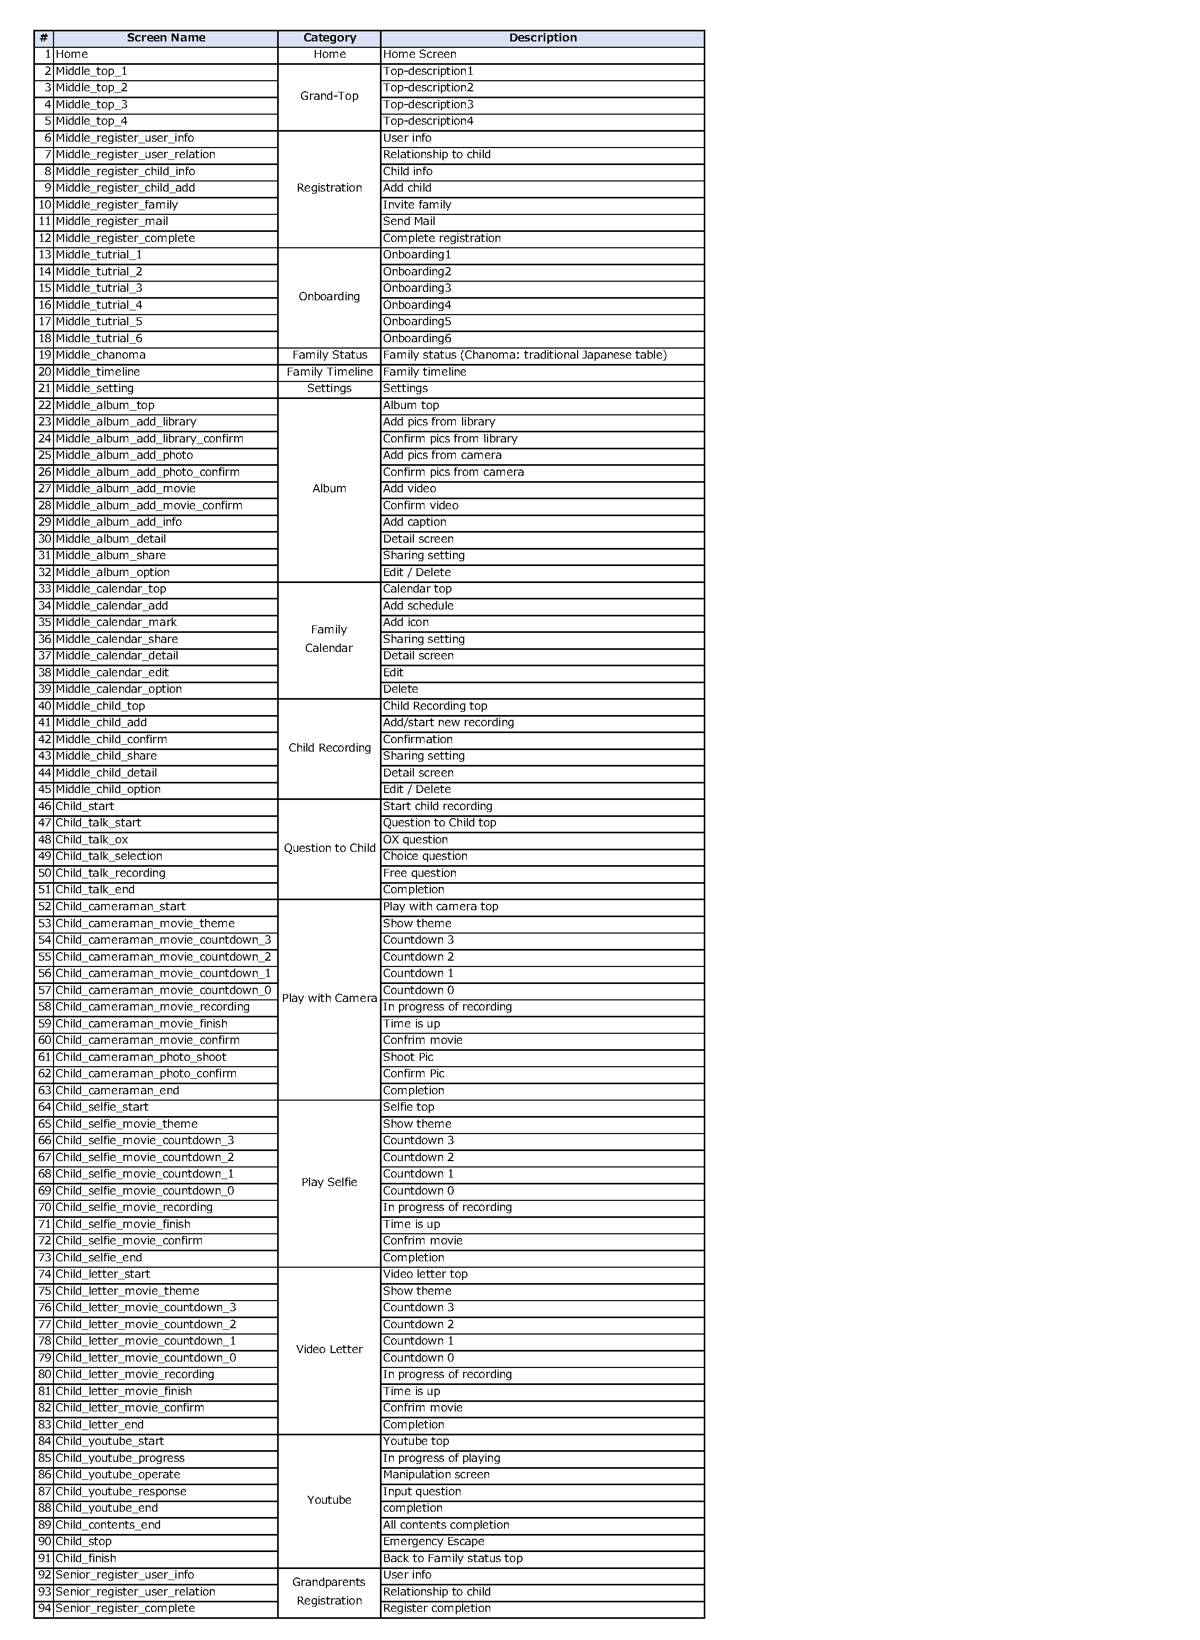 # Screen Name Category Description
1 Home Home Home Screen
2 Middle_top_1 Top-description1
3 Middle_top_2 Top-description2
Grand-Top
4 Middle_top_3 Top-description3
5 Middle_top_4 Top-description4
6 Middle_register_user_info User info
7 Middle_register_user_relation Relationship to child
8 Middle_register_child_info Child info
9 Middle_register_child_add Registration Add child
10 Middle_register_family Invite family
11 Middle_register_mail Send Mail
12 Middle_register_complete Complete registration
13 Middle_tutrial_1 Onboarding1
14 Middle_tutrial_2 Onboarding2
15 Middle_tutrial_3 Onboarding3
Onboarding
16 Middle_tutrial_4 Onboarding4
17 Middle_tutrial_5 Onboarding5
18 Middle_tutrial_6 Onboarding6
19 Middle_chanoma Family Status Family status (Chanoma: traditional Japanese table)
20 Middle_timeline Family Timeline Family timeline
21 Middle_setting Settings Settings
22 Middle_album_top Album top
23 Middle_album_add_library Add pics from library
24 Middle_album_add_library_confirm Confirm pics from library
25 Middle_album_add_photo Add pics from camera
26 Middle_album_add_photo_confirm Confirm pics from camera
27 Middle_album_add_movie Album Add video
28 Middle_album_add_movie_confirm Confirm video
29 Middle_album_add_info Add caption
30 Middle_album_detail Detail screen
31 Middle_album_share Sharing setting
32 Middle_album_option Edit / Delete
33 Middle_calendar_top Calendar top
34 Middle_calendar_add Add schedule
35 Middle_calendar_mark Add icon
Family
36 Middle_calendar_share Sharing setting
Calendar
37 Middle_calendar_detail Detail screen
38 Middle_calendar_edit Edit
39 Middle_calendar_option Delete
40 Middle_child_top Child Recording top
41 Middle_child_add Add/start new recording
42 Middle_child_confirm Confirmation
Child Recording
43 Middle_child_share Sharing setting
44 Middle_child_detail Detail screen
45 Middle_child_option Edit / Delete
46 Child_start Start child recording
47 Child_talk_start Question to Child top
48 Child_talk_ox OX question
Question to Child
49 Child_talk_selection Choice question
50 Child_talk_recording Free question
51 Child_talk_end Completion
52 Child_cameraman_start Play with camera top
53 Child_cameraman_movie_theme Show theme
54 Child_cameraman_movie_countdown_3 Countdown 3
55 Child_cameraman_movie_countdown_2 Countdown 2
56 Child_cameraman_movie_countdown_1 Countdown 1
57 Child_cameraman_movie_countdown_0 Countdown 0
Play with Camera
58 Child_cameraman_movie_recording In progress of recording
59 Child_cameraman_movie_finish Time is up
60 Child_cameraman_movie_confirm Confrim movie
61 Child_cameraman_photo_shoot Shoot Pic
62 Child_cameraman_photo_confirm Confirm Pic
63 Child_cameraman_end Completion
64 Child_selfie_start Selfie top
65 Child_selfie_movie_theme Show theme
66 Child_selfie_movie_countdown_3 Countdown 3
67 Child_selfie_movie_countdown_2 Countdown 2
68 Child_selfie_movie_countdown_1 Countdown 1
Play Selfie
69 Child_selfie_movie_countdown_0 Countdown 0
70 Child_selfie_movie_recording In progress of recording
71 Child_selfie_movie_finish Time is up
72 Child_selfie_movie_confirm Confrim movie
73 Child_selfie_end Completion
74 Child_letter_start Video letter top
75 Child_letter_movie_theme Show theme
76 Child_letter_movie_countdown_3 Countdown 3
77 Child_letter_movie_countdown_2 Countdown 2
78 Child_letter_movie_countdown_1 Countdown 1
Video Letter
79 Child_letter_movie_countdown_0 Countdown 0
80 Child_letter_movie_recording In progress of recording
81 Child_letter_movie_finish Time is up
82 Child_letter_movie_confirm Confrim movie
83 Child_letter_end Completion
84 Child_youtube_start Youtube top
85 Child_youtube_progress In progress of playing
86 Child_youtube_operate Manipulation screen
87 Child_youtube_response Input question
Youtube
88 Child_youtube_end completion
89 Child_contents_end All contents completion
90 Child_stop Emergency Escape
91 Child_finish Back to Family status top
92 Senior_register_user_info User info
Grandparents
93 Senior_register_user_relation Relationship to child
Registration
94 Senior_register_complete Register completion